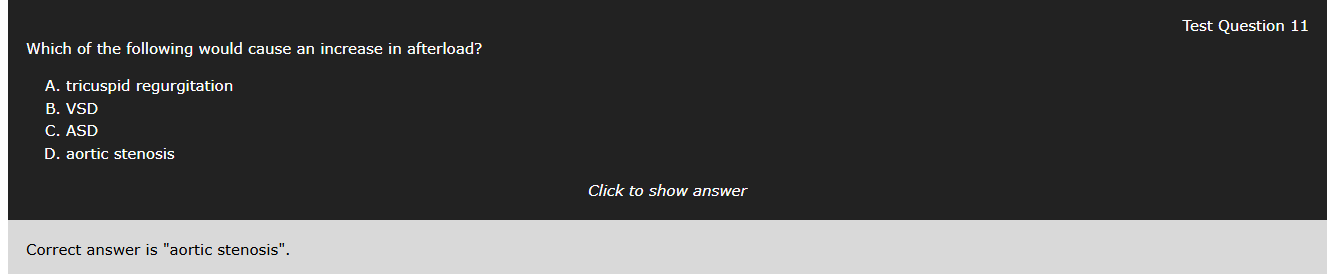 Test Question 11
Which of the following would cause an increase in afterload?
A. tricuspid regurgitation
B. VSD
C. ASD
D. aortic stenosis
Click to show answer
Correct answer is "aortic stenosis".